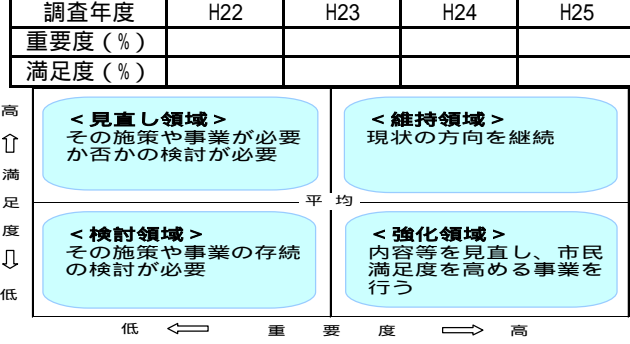 調査年度 H22 H23 H24 H25
重要度(%)
満足度(%)
高
⇧
満
足
度
⇩
低
<見直し領域>
その施策や事業が必要
か否かの検討が必要
<維持領域>
現状の方向を継続
平 均
<検討領域>
その施策や事業の存続
の検討が必要
<強化領域>
内容等を見直し、市民
満足度を高める事業を
行う
低 ⇐ 重 要 度 ⇒ 高